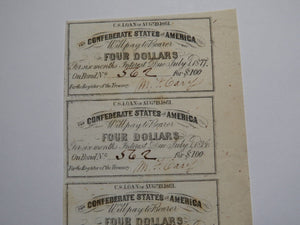 C.S. LOAN OF AUG. 19, 1861.
THE CONFEDERATE STATES OF AMERICA
Will pay to Bearer
FOUR DOLLARS
For six months Interest Due July 1, 1877.
On Bond No. 562 for $100
For the Register of the Treasury
C.S. LOAN OF AUG. 19, 1861.
THE CONFEDERATE STATES OF AMERICA
Will pay to Bearer
FOUR DOLLARS
For six months Interest Due
On Bond No. 562 for $100
For the Register of the Treasury
C.S. LOAN OF AUG. 19, 1861.
THE CONFEDERATE STATES OF AMERICA
Will pay to Bearer
FOUR DOLLARS